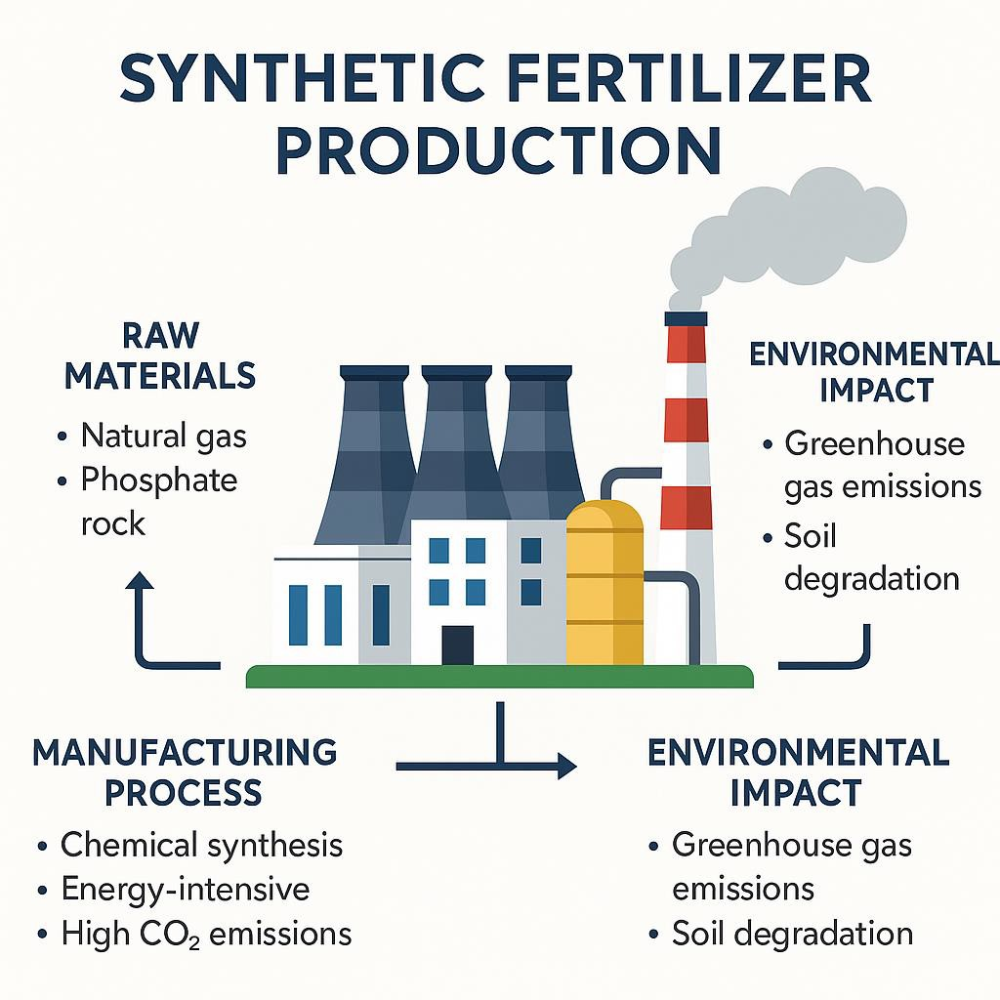 SYNTHETIC FERTILIZER
PRODUCTION
RAW
MATERIALS
• Natural gas
• Phosphate
rock
ENVIRONMENTAL
IMPACT
• Greenhouse
gas emissions
• Soil
degradation
MANUFACTURING
PROCESS
• Chemical synthesis
• Energy-intensive
• High CO₂ emissions
ENVIRONMENTAL
IMPACT
• Greenhouse gas
emissions
• Soil degradation